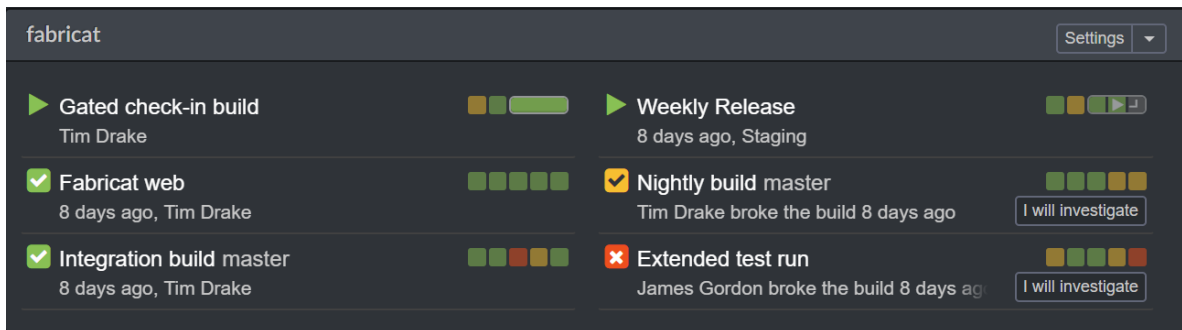 fabricat
Settings
Gated check-in build
Tim Drake
Weekly Release
8 days ago, Staging
Fabricat web
8 days ago, Tim Drake
Nightly build master
Tim Drake broke the build 8 days ago
I will investigate
Integration build master
8 days ago, Tim Drake
Extended test run
James Gordon broke the build 8 days ago
I will investigate